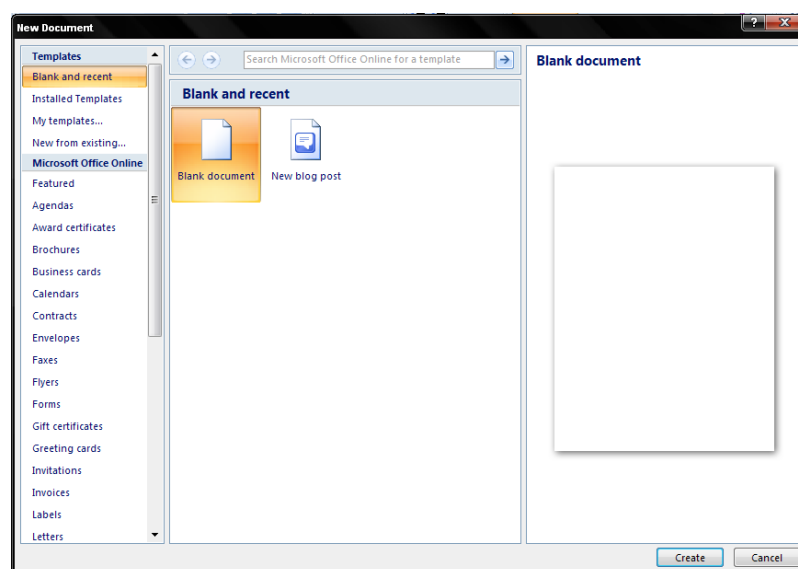 New Document
?
Templates
Blank and recent
Installed Templates
My templates...
New from existing...
Microsoft Office Online
Featured
Agendas
Award certificates
Brochures
Business cards
Calendars
Contracts
Envelopes
Faxes
Flyers
Forms
Gift certificates
Greeting cards
Invitations
Invoices
Labels
Letters
Search Microsoft Office Online for a template
Blank and recent
Blank document
New blog post
Blank document
Create
Cancel